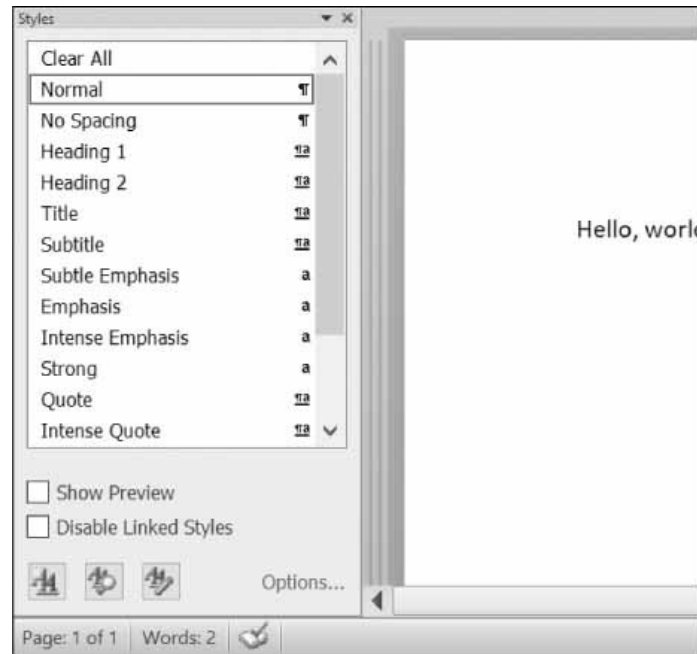 Styles
Clear All
Normal ¶
No Spacing ¶
Heading 1 ¶a
Heading 2 ¶a
Title ¶a
Subtitle ¶a
Subtle Emphasis a
Emphasis a
Intense Emphasis a
Strong a
Quote ¶a
Intense Quote ¶a
Show Preview
Disable Linked Styles
Options...
Page: 1 of 1 Words: 2
Hello,